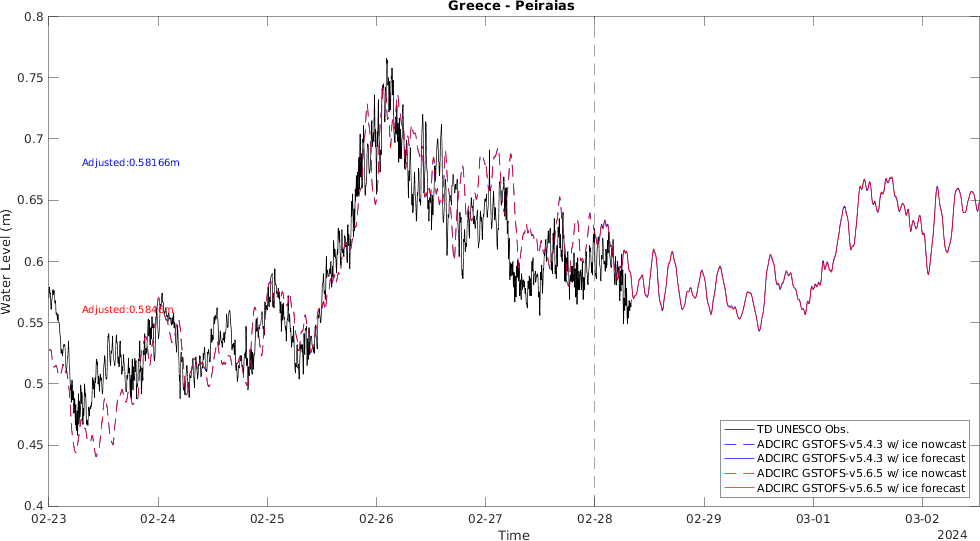 Greece - Peiraias
0.8
0.75
0.7
0.65
0.6
0.55
0.5
0.45
0.4
Water Level (m)
Adjusted:0.58166m
TD UNESCO Obs.
ADCIRC GSTOFS-v5.4.3 w/ ice nowcast
ADCIRC GSTOFS-v5.4.3 w/ ice forecast
ADCIRC GSTOFS-v5.6.5 w/ ice nowcast
ADCIRC GSTOFS-v5.6.5 w/ ice forecast
02-23 02-24 02-25 02-26 02-27 02-28 02-29 03-01 03-02
Time
2024